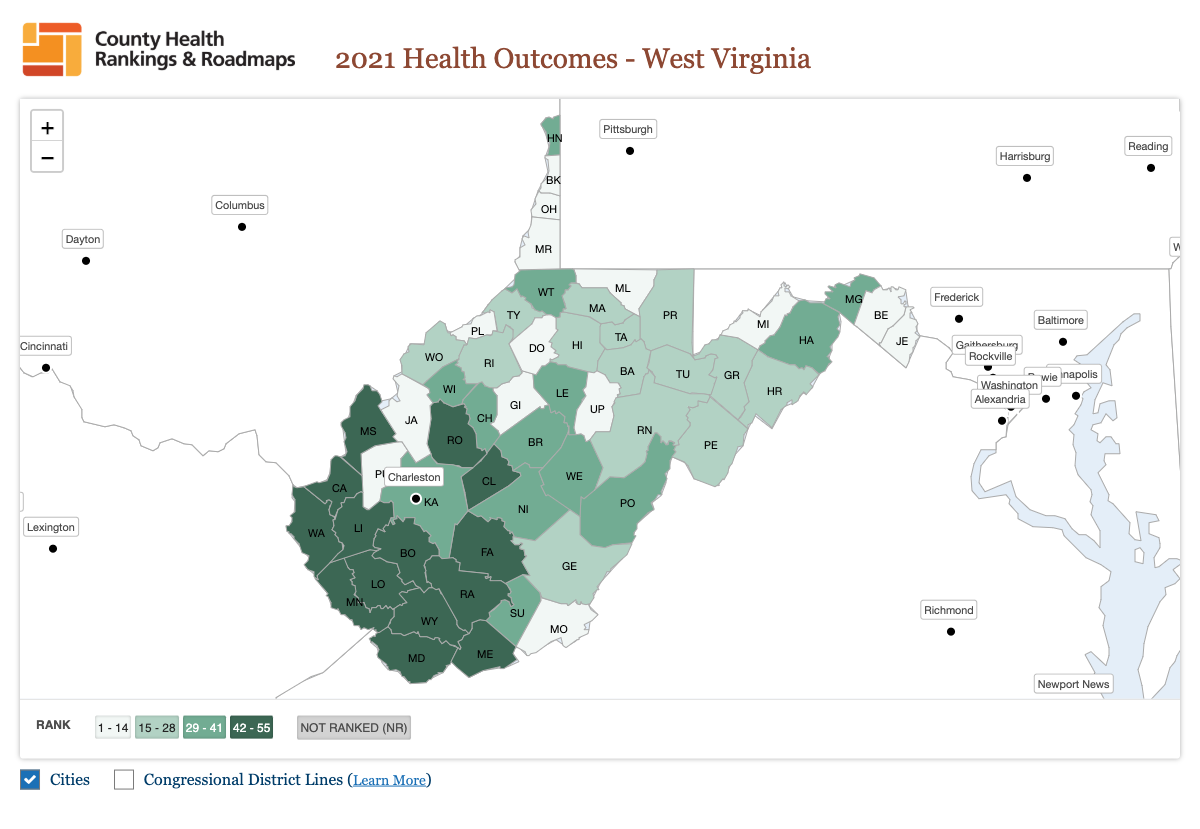 County Health
Rankings & Roadmaps
2021 Health Outcomes - West Virginia
+
−
Pittsburgh
HN
Reading
Harrisburg
BK
Columbus
OH
Dayton
MR
W
ML
WT
Frederick
MG
PR
MA
TY
BE
Baltimore
MI
PL
TA
HA
JE
HI
Gaithersburg
Cincinnati
DO
WO
Rockville
RI
BA
TU
GR
Washington
Bowie
WI
LE
HR
Alexandria
GI
UP
CH
JA
MS
RN
RO
BR
PE
Charleston
WE
CL
CA
KA
PO
NI
Lexington
LI
WA
BO
FA
GE
LO
RA
MN
Richmond
SU
WY
MO
ME
MD
Newport News
RANK
1 - 14 15 - 28 29 - 41 42 - 55 NOT RANKED (NR)
Cities Congressional District Lines (Learn More)